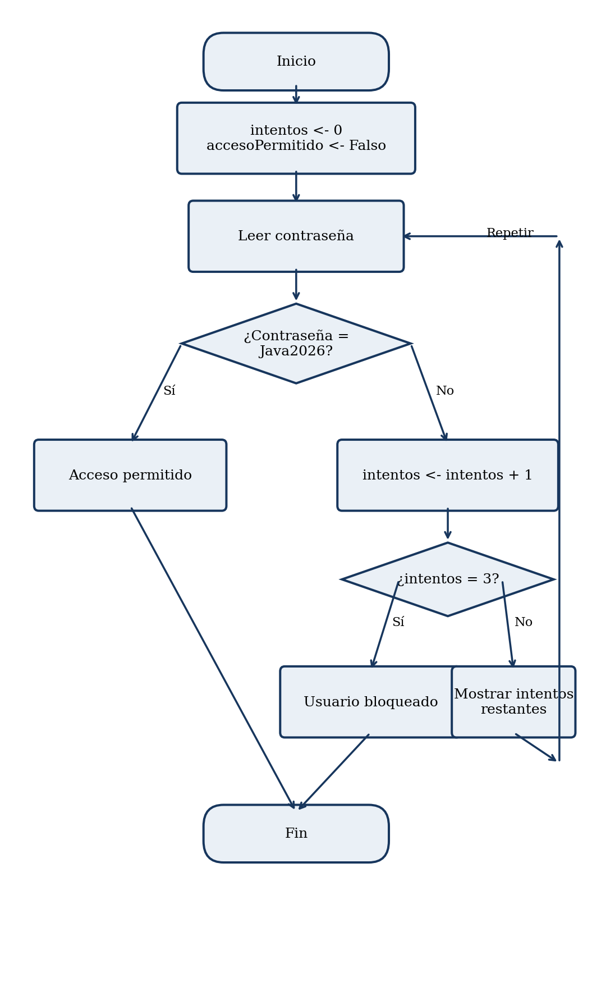 Inicio
intentos <- 0
accesoPermitido <- Falso
Leer contraseña
Repetir
¿Contraseña =
Java2026?
Sí
No
Acceso permitido
intentos <- intentos + 1
¿intentos = 3?
Sí
No
Usuario bloqueado
Mostrar intentos
restantes
Fin